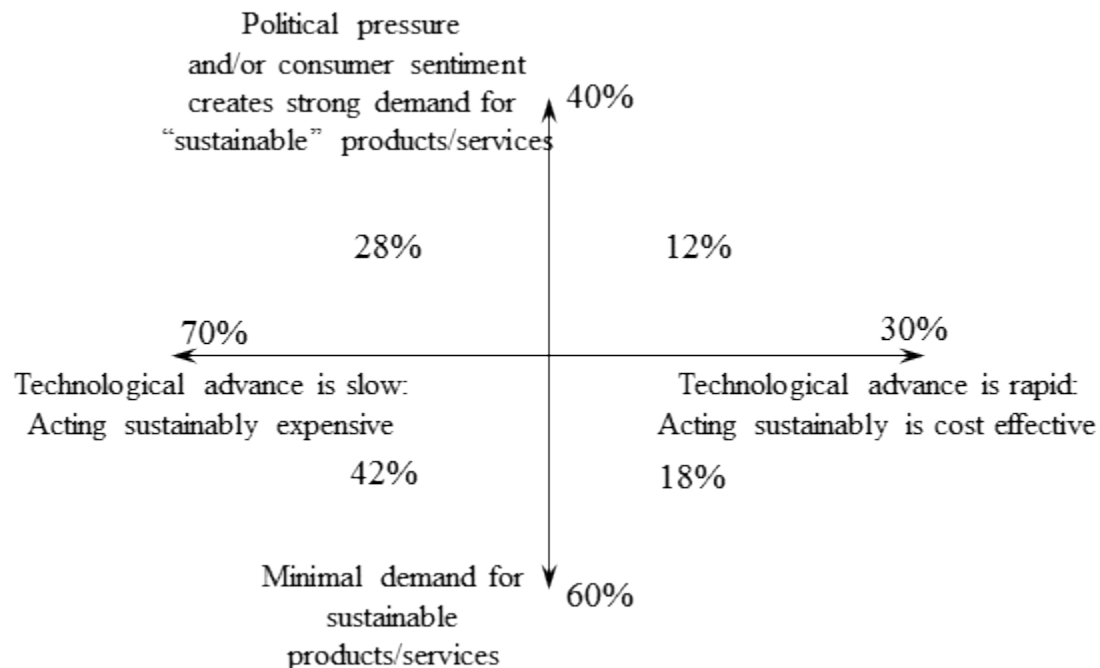 Political pressure
and/or consumer sentiment
creates strong demand for
“sustainable” products/services
40%
28%
12%
70%
30%
Technological advance is slow:
Acting sustainably expensive
Technological advance is rapid:
Acting sustainably is cost effective
42%
18%
Minimal demand for
sustainable
products/services
60%